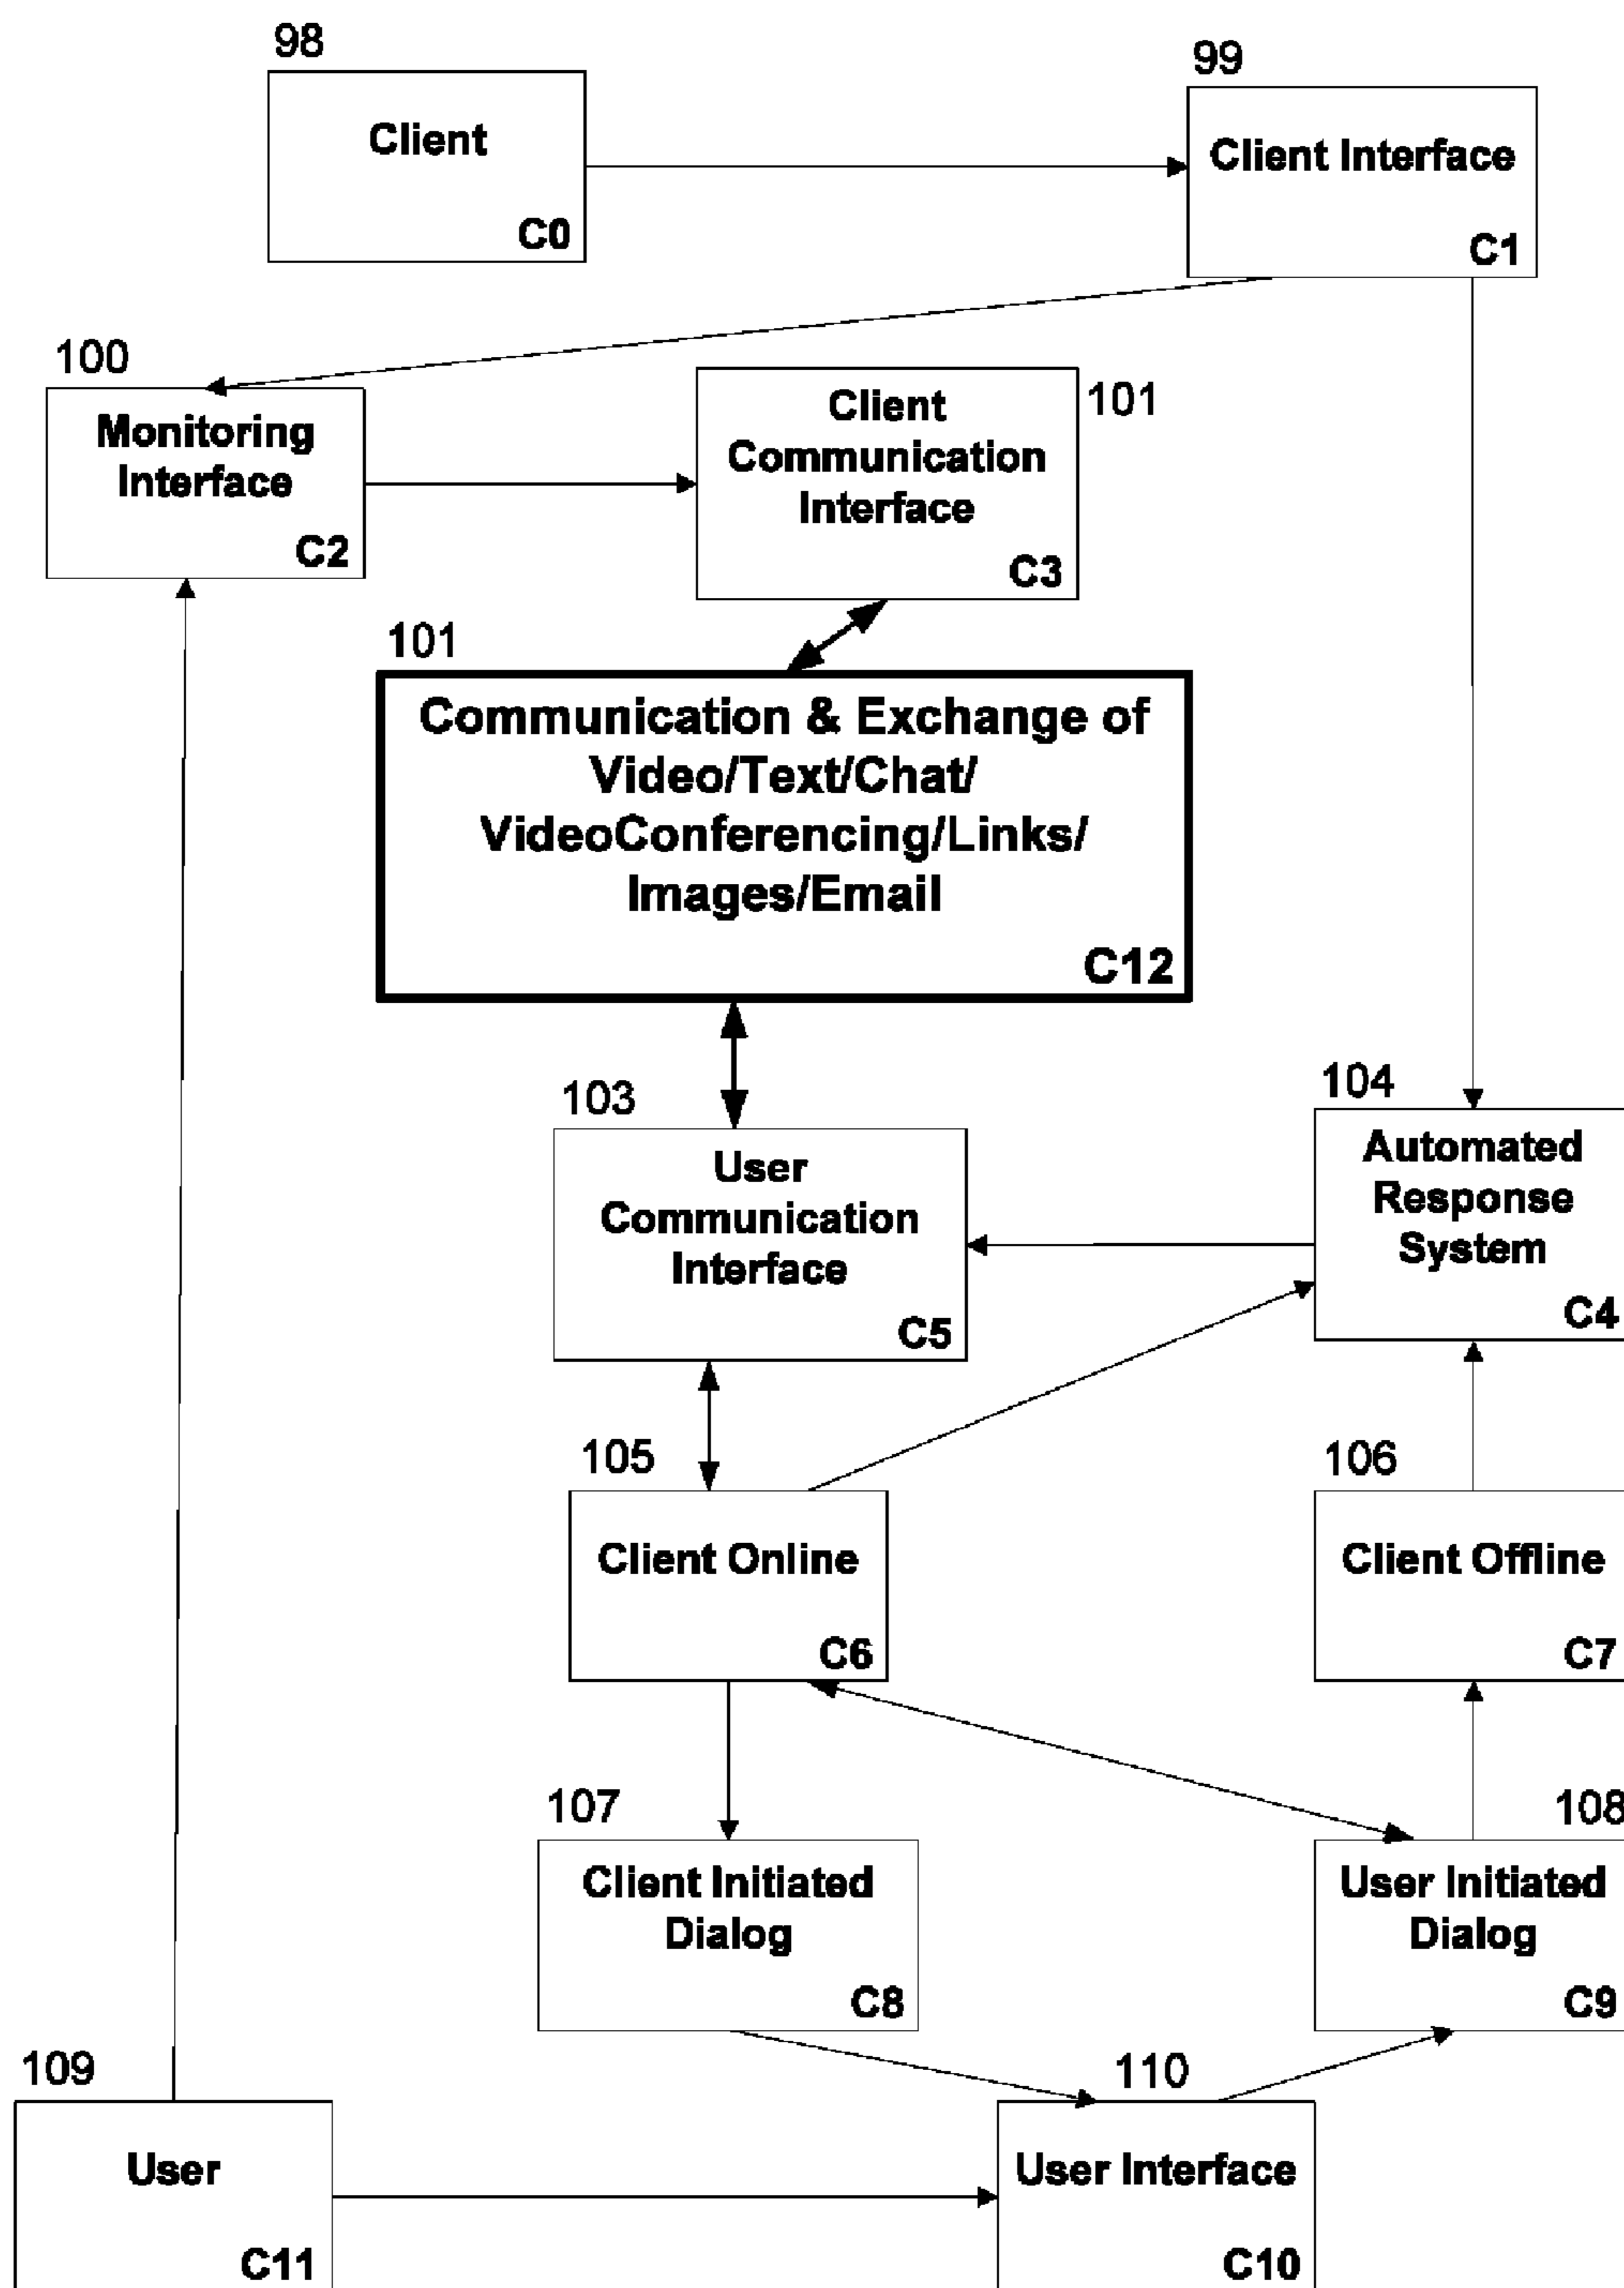 98
Client
C0
99
Client Interface
C1
100
Monitoring
Interface
C2
Client
Communication
Interface
C3
101
101
Communication & Exchange of
Video/Text/Chat/
VideoConferencing/Links/
Images/Email
C12
103
User
Communication
Interface
C5
104
Automated
Response
System
C4
105
Client Online
C6
106
Client Offline
C7
107
Client Initiated
Dialog
C8
108
User Initiated
Dialog
C9
109
User
C11
110
User Interface
C10